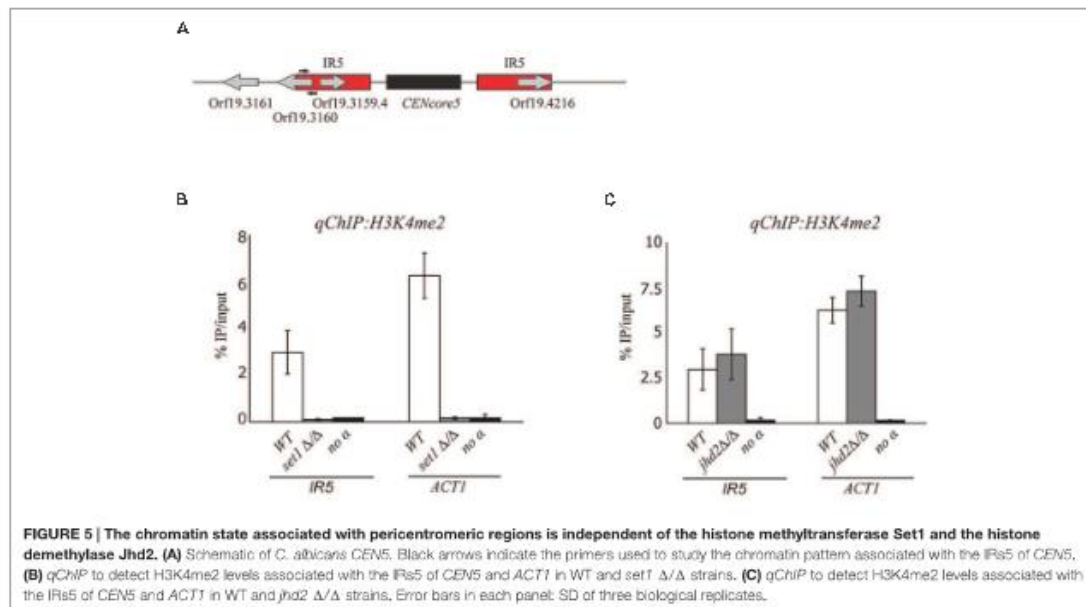 A
IR5
IR5
Orf19.3161
Orf19.3159.4
CENcore5
Orf19.4216
Orf19.3160
B
qChIP:H3K4me2
8
6
4
2
0
% IP/input
WT
set1 Δ/Δ
no α
WT
set1 Δ/Δ
no α
IR5
ACT1
C
qChIP:H3K4me2
10
7.5
5
2.5
0
% IP/input
WT
jhd2Δ/Δ
no α
WT
jhd2Δ/Δ
no α
IR5
ACT1
FIGURE 5 | The chromatin state associated with pericentromeric regions is independent of the histone methyltransferase Set1 and the histone
demethylase Jhd2. (A) Schematic of C. albicans CEN5. Black arrows indicate the primers used to study the chromatin pattern associated with the IRs5 of CEN5.
(B) qChIP to detect H3K4me2 levels associated with the IRs5 of CEN5 and ACT1 in WT and set1 Δ/Δ strains. (C) qChIP to detect H3K4me2 levels associated with
the IRs5 of CEN5 and ACT1 in WT and jhd2 Δ/Δ strains. Error bars in each panel: SD of three biological replicates.